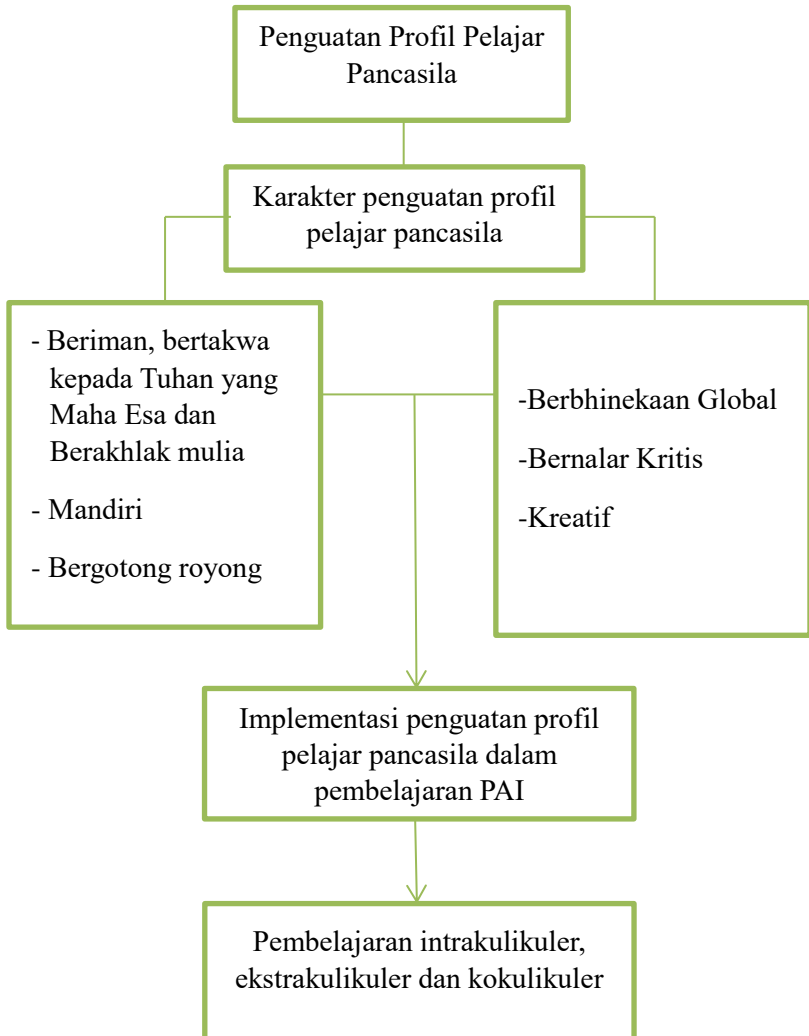 Penguatan Profil Pelajar
Pancasila
Karakter penguatan profil
pelajar pancasila
- Beriman, bertakwa
kepada Tuhan yang
Maha Esa dan
Berakhlak mulia
- Mandiri
- Bergotong royong
-Berbhinekaan Global
-Bernalar Kritis
-Kreatif
Implementasi penguatan profil
pelajar pancasila dalam
pembelajaran PAI
Pembelajaran intrakulikuler,
ekstrakulikuler dan kokulikuler